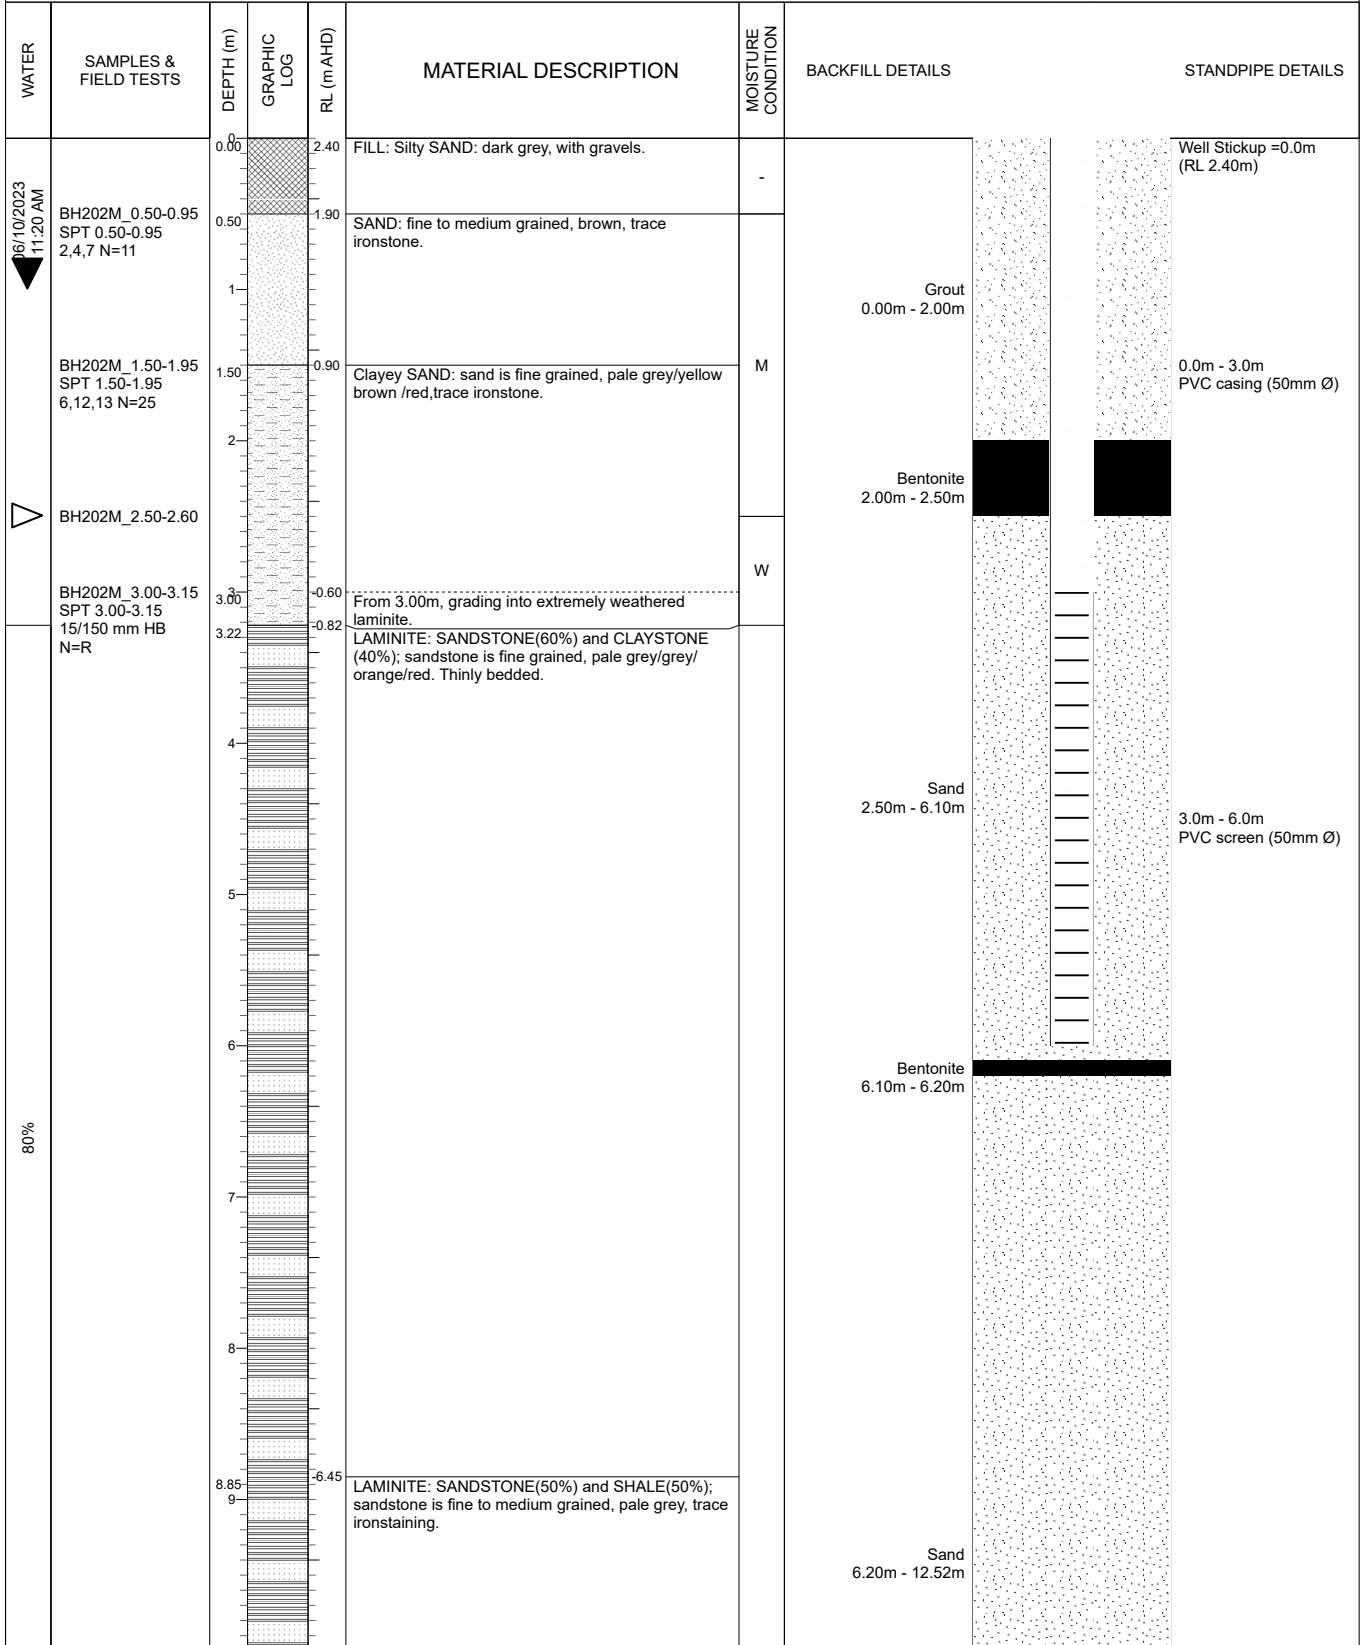 WATER
SAMPLES &
FIELD TESTS
DEPTH (m)
GRAPHIC
LOG
RL (m AHD)
MATERIAL DESCRIPTION
MOISTURE
CONDITION
BACKFILL DETAILS
STANDPIPE DETAILS
0
0.00
2.40
FILL: Silty SAND: dark grey, with gravels.
-
Well Stickup =0.0m
(RL 2.40m)
06/10/2023
11:20 AM
BH202M_0.50-0.95
SPT 0.50-0.95
2,4,7 N=11
0.50
1.90
SAND: fine to medium grained, brown, trace
ironstone.
1
Grout
0.00m - 2.00m
BH202M_1.50-1.95
SPT 1.50-1.95
6,12,13 N=25
1.50
0.90
Clayey SAND: sand is fine grained, pale grey/yellow
brown /red,trace ironstone.
M
0.0m - 3.0m
PVC casing (50mm Ø)
2
Bentonite
2.00m - 2.50m
BH202M_2.50-2.60
W
BH202M_3.00-3.15
SPT 3.00-3.15
15/150 mm HB
N=R
3
3.00
-0.60
From 3.00m, grading into extremely weathered
laminite.
3.22
-0.82
LAMINITE: SANDSTONE(60%) and CLAYSTONE
(40%); sandstone is fine grained, pale grey/grey/
orange/red. Thinly bedded.
4
Sand
2.50m - 6.10m
3.0m - 6.0m
PVC screen (50mm Ø)
5
6
Bentonite
6.10m - 6.20m
80%
7
8
8.85
-6.45
LAMINITE: SANDSTONE(50%) and SHALE(50%);
sandstone is fine to medium grained, pale grey, trace
ironstaining.
9
Sand
6.20m - 12.52m